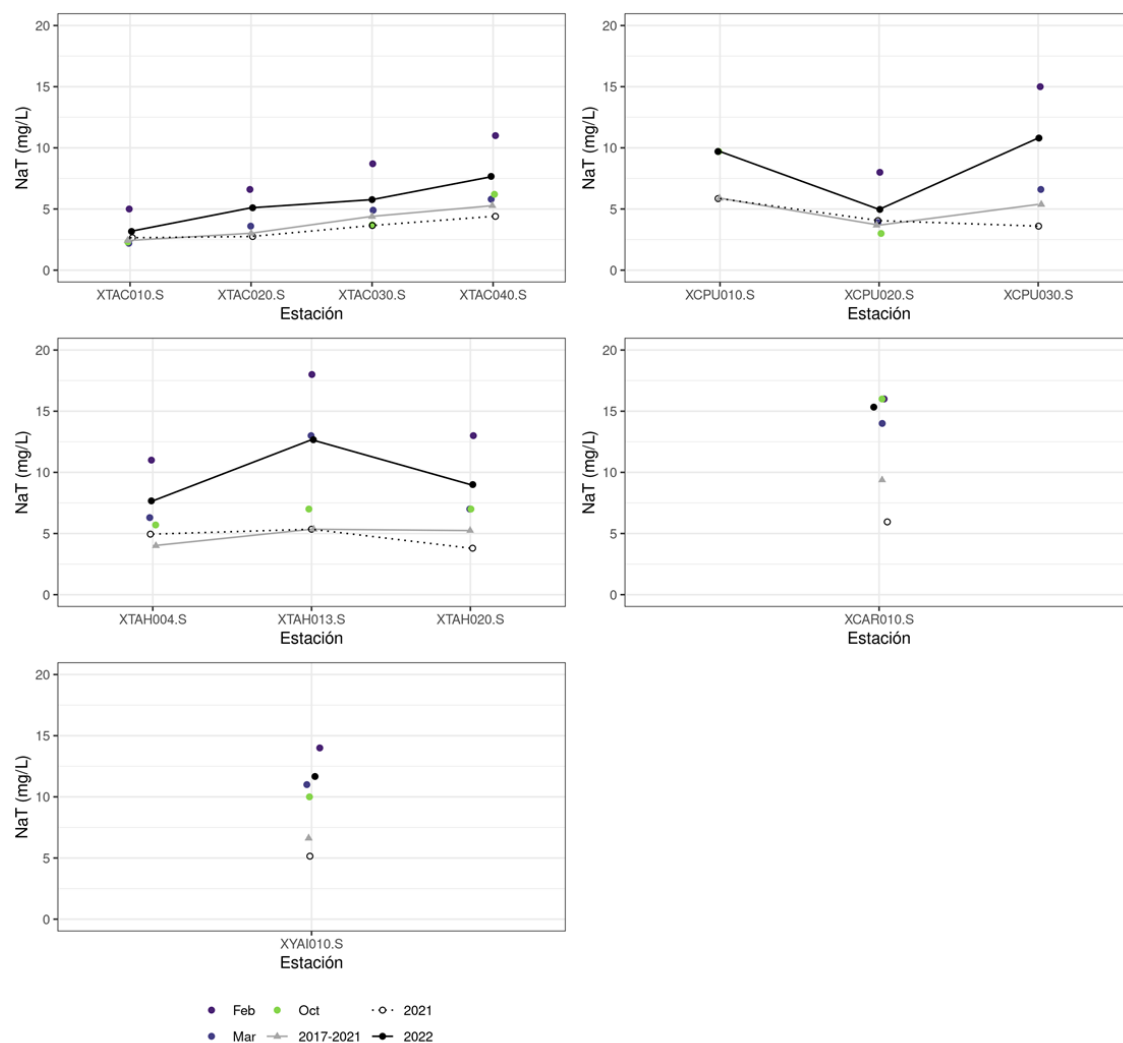 20
15
10
5
0
NaT (mg/L)
XTAC010.S XTAC020.S XTAC030.S XTAC040.S
Estación
20
15
10
5
0
NaT (mg/L)
XCPU010.S XCPU020.S XCPU030.S
Estación
20
15
10
5
0
NaT (mg/L)
XTAH004.S XTAH013.S XTAH020.S
Estación
20
15
10
5
0
NaT (mg/L)
XCAR010.S
Estación
20
15
10
5
0
NaT (mg/L)
XYAI010.S
Estación
Feb Oct 2021
Mar 2017-2021 2022